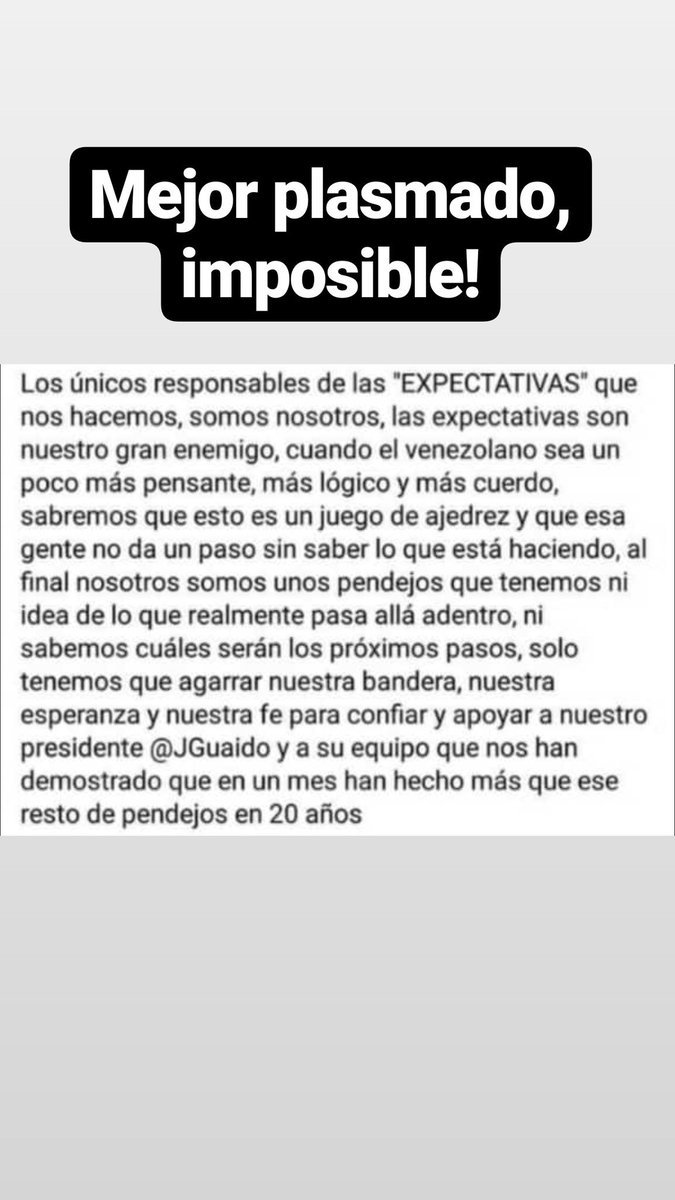 Mejor plasmado,
imposible!
Los únicos responsables de las "EXPECTATIVAS" que
nos hacemos, somos nosotros, las expectativas son
nuestro gran enemigo, cuando el venezolano sea un
poco más pensante, más lógico y más cuerdo,
sabremos que esto es un juego de ajedrez y que esa
gente no da un paso sin saber lo que está haciendo, al
final nosotros somos unos pendejos que tenemos ni
idea de lo que realmente pasa allá adentro, ni
sabemos cuáles serán los próximos pasos, solo
tenemos que agarrar nuestra bandera, nuestra
esperanza y nuestra fe para confiar y apoyar a nuestro
presidente @JGuaido y a su equipo que nos han
demostrado que en un mes han hecho más que ese
resto de pendejos en 20 años